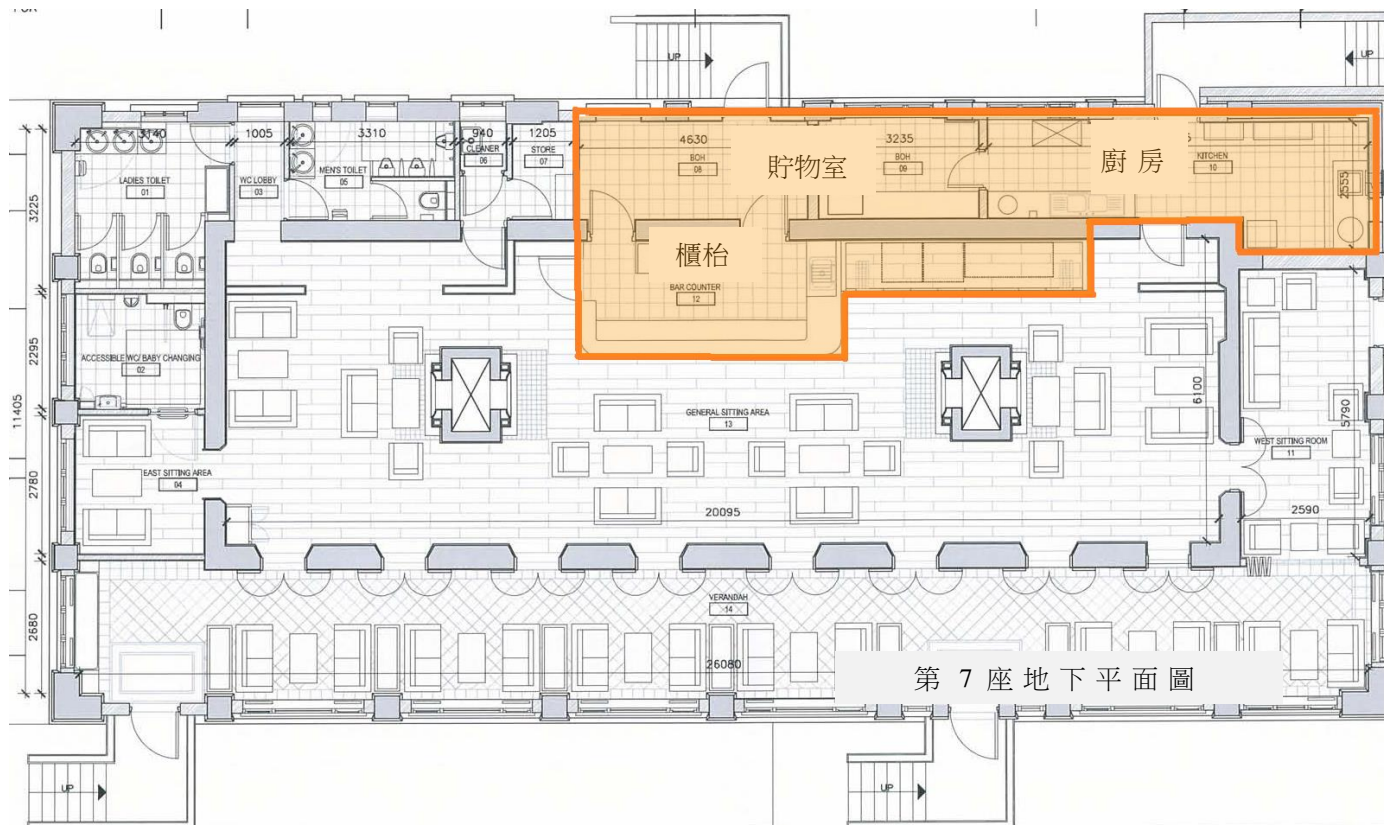 UP
UP
3140
1005
3310
940
1205
4630
3235
CLEANER
06
STORE
07
BOH
08
貯物室
BOH
09
廚房
KITCHEN
10
2555
LADIES TOILET
01
WC LOBBY
03
MEN'S TOILET
05
3225
櫃枱
BAR COUNTER
12
2295
ACCESSIBLE WC/ BABY CHANGING
02
11405
6100
GENERAL SITTING AREA
13
5790
WEST SITTING ROOM
11
2780
EAST SITTING AREA
04
20095
2590
VERANDAH
14
2680
26080
第 7 座地下平面圖
UP
UP